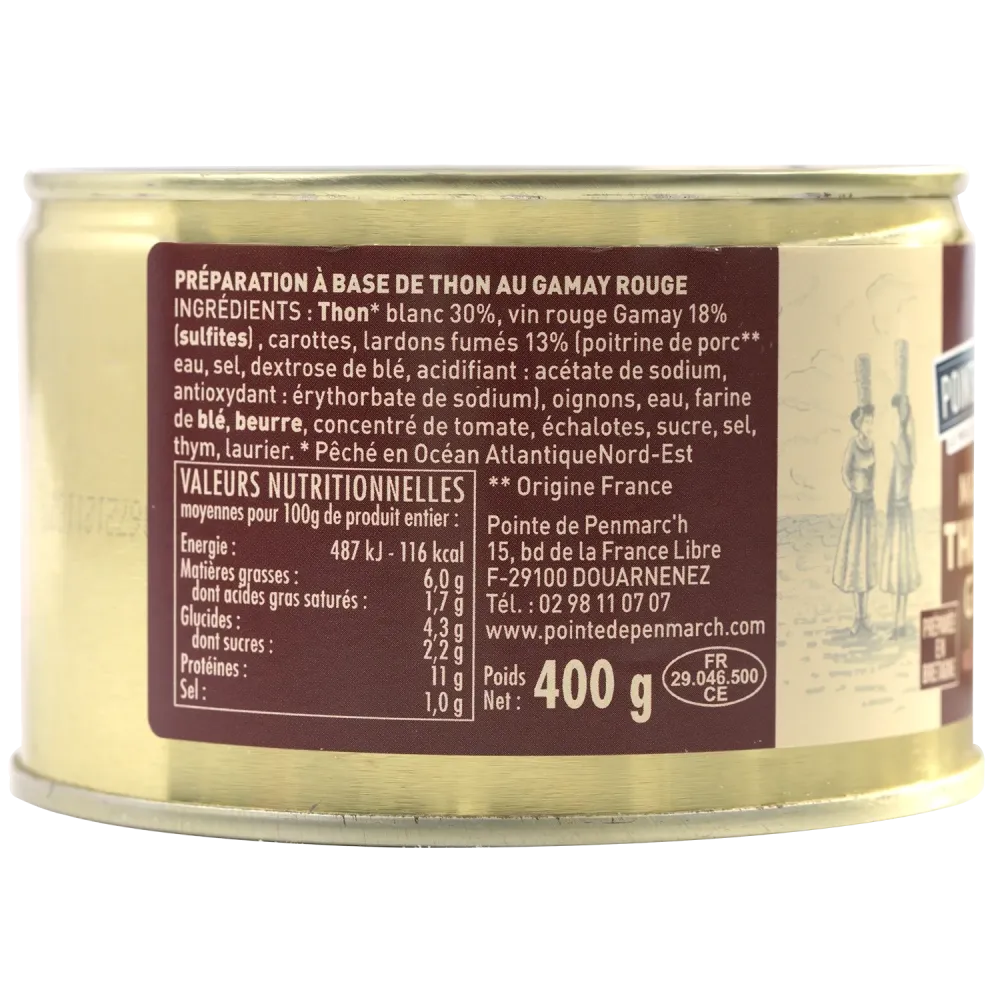 PRÉPARATION À BASE DE THON AU GAMAY ROUGE
INGRÉDIENTS : Thon* blanc 30%, vin rouge Gamay 18%
(sulfites) , carottes, lardons fumés 13% (poitrine de porc**
eau, sel, dextrose de blé, acidifiant : acétate de sodium,
antioxydant : érythorbate de sodium), oignons, eau, farine
de blé, beurre, concentré de tomate, échalotes, sucre, sel,
thym, laurier. * Pêché en Océan AtlantiqueNord-Est
** Origine France
VALEURS NUTRITIONNELLES
moyennes pour 100g de produit entier :
Energie : 487 kJ - 116 kcal
Matières grasses : 6,0 g
dont acides gras saturés : 1,7 g
Glucides : 4,3 g
dont sucres : 2,2 g
Protéines : 11 g
Sel : 1,0 g
Pointe de Penmarc'h
15, bd de la France Libre
F-29100 DOUARNENEZ
Tél. : 02 98 11 07 07
www.pointedepenmarch.com
Poids
Net : 400 g
FR
29.046.500
CE
PRÉPARÉ
EN
BRETAGNE